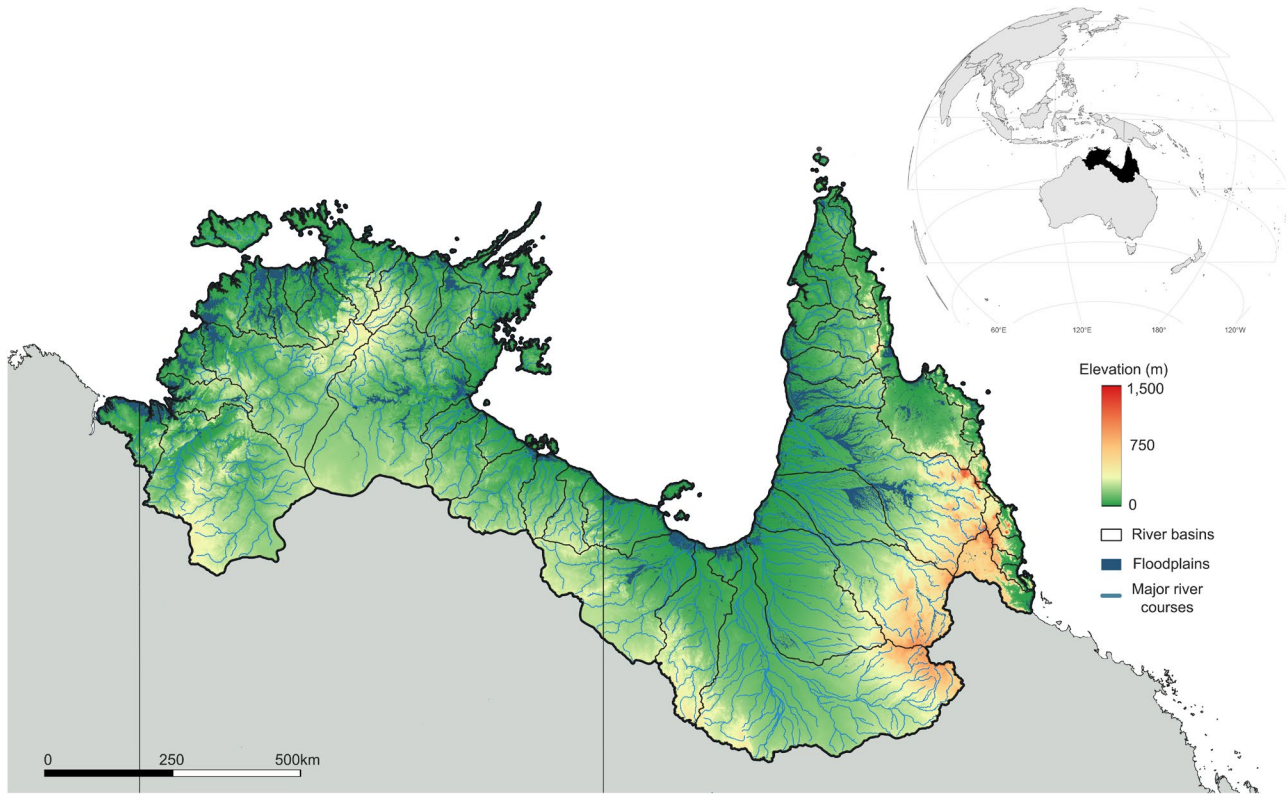 60°E 120°E 180° 120°W
Elevation (m)
1,500
750
0
River basins
Floodplains
Major river
courses
0 250 500km